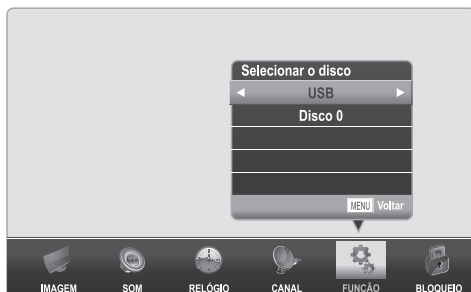 Selecionar o disco
USB
Disco 0
MENU Voltar
IMAGEM SOM RELÓGIO CANAL FUNÇÃO BLOQUEIO